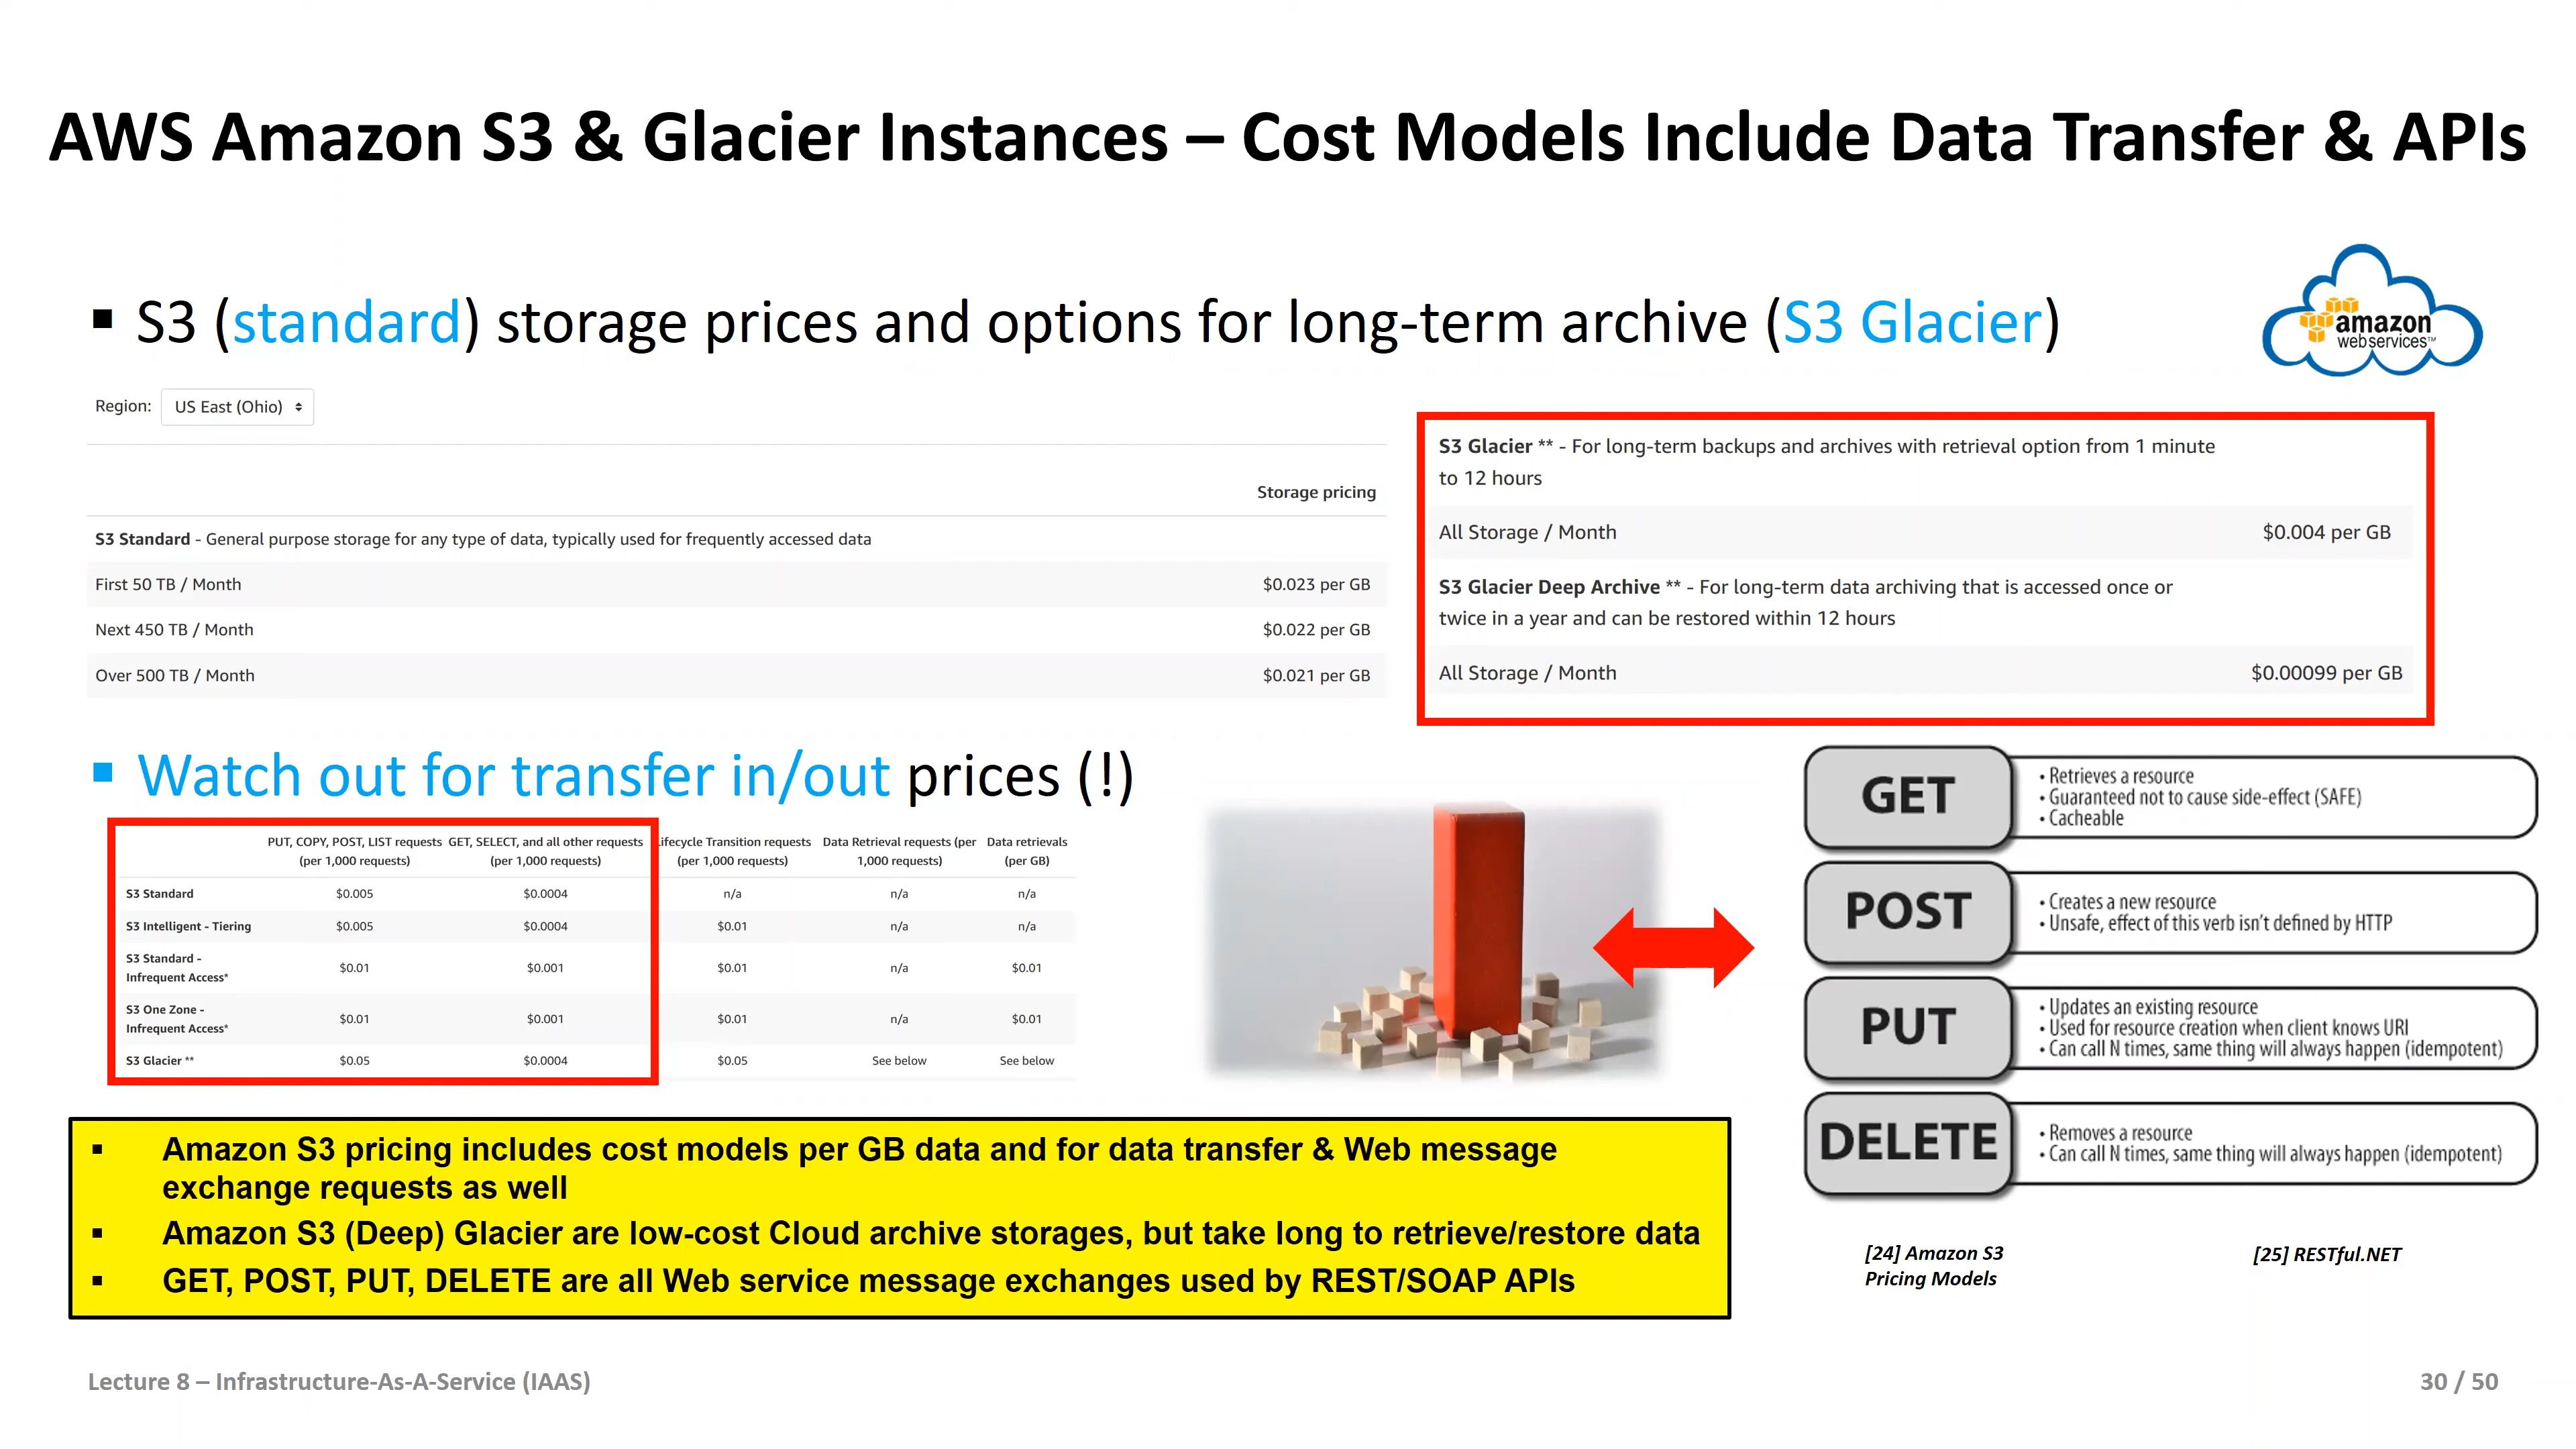 AWS Amazon S3 & Glacier Instances – Cost Models Include Data Transfer & APIs
▪ S3 (standard) storage prices and options for long-term archive (S3 Glacier)
amazon
webservices™
Region: US East (Ohio)
Storage pricing
S3 Standard - General purpose storage for any type of data, typically used for frequently accessed data
First 50 TB / Month $0.023 per GB
Next 450 TB / Month $0.022 per GB
Over 500 TB / Month $0.021 per GB
S3 Glacier ** - For long-term backups and archives with retrieval option from 1 minute
to 12 hours
All Storage / Month $0.004 per GB
S3 Glacier Deep Archive ** - For long-term data archiving that is accessed once or
twice in a year and can be restored within 12 hours
All Storage / Month $0.00099 per GB
▪ Watch out for transfer in/out prices (!)
PUT, COPY, POST, LIST requests GET, SELECT, and all other requests ifecycle Transition requests Data Retrieval requests (per Data retrievals
(per 1,000 requests) (per 1,000 requests) (per 1,000 requests) 1,000 requests) (per GB)
S3 Standard $0.005 $0.0004 n/a n/a n/a
S3 Intelligent - Tiering $0.005 $0.0004 $0.01 n/a n/a
S3 Standard -
Infrequent Access* $0.01 $0.001 $0.01 n/a $0.01
S3 One Zone -
Infrequent Access* $0.01 $0.001 $0.01 n/a $0.01
S3 Glacier ** $0.05 $0.0004 $0.05 See below See below
GET
• Retrieves a resource
• Guaranteed not to cause side-effect (SAFE)
• Cacheable
POST
• Creates a new resource
• Unsafe, effect of this verb isn't defined by HTTP
PUT
• Updates an existing resource
• Used for resource creation when client knows URI
• Can call N times, same thing will always happen (idempotent)
DELETE
• Removes a resource
• Can call N times, same thing will always happen (idempotent)
▪ Amazon S3 pricing includes cost models per GB data and for data transfer & Web message
exchange requests as well
▪ Amazon S3 (Deep) Glacier are low-cost Cloud archive storages, but take long to retrieve/restore data
▪ GET, POST, PUT, DELETE are all Web service message exchanges used by REST/SOAP APIs
[24] Amazon S3
Pricing Models
[25] RESTful.NET
Lecture 8 – Infrastructure-As-A-Service (IAAS)
30 / 50